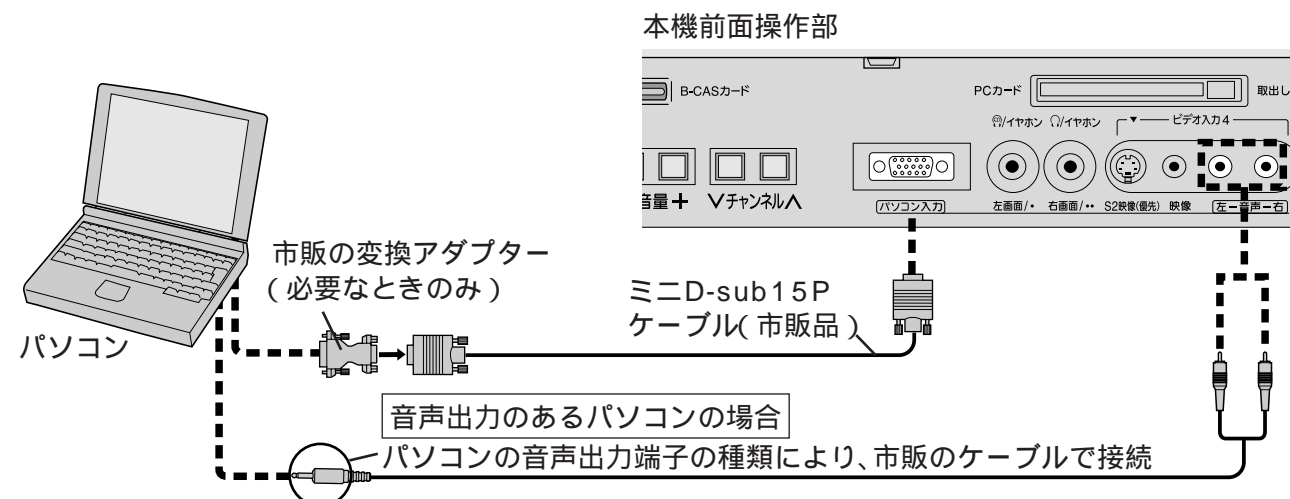 本機前面操作部
B-CASカード
PCカード
取出し
/イヤホン
/イヤホン
▼
ビデオ入力4
音量＋
∨チャンネル∧
パソコン入力
左画面/•
右画面/••
S2映像(優先)
映像
左－音声－右
市販の変換アダプター
(必要なときのみ)
ミニD-sub15P
ケーブル(市販品)
パソコン
音声出力のあるパソコンの場合
パソコンの音声出力端子の種類により、市販のケーブルで接続